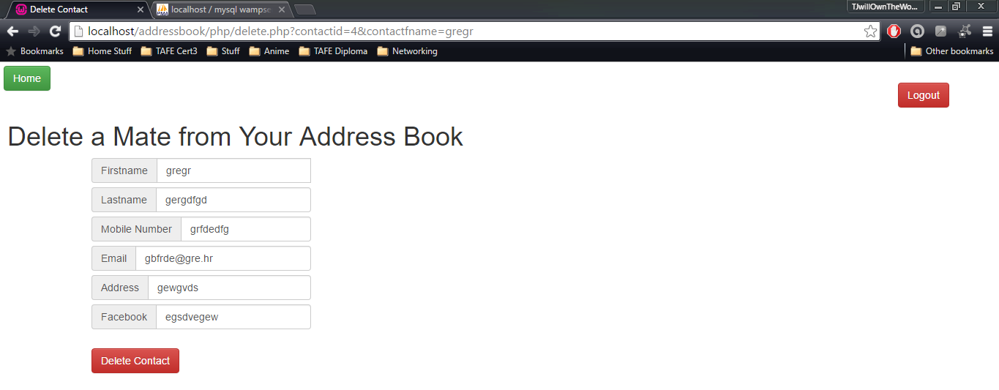 Delete Contact
localhost / mysql wampse
TJwillOwnTheWo...
localhost/addressbook/php/delete.php?contactid=4&contactfname=gregr
Bookmarks Home Stuff TAFE Cert3 Stuff Anime TAFE Diploma Networking Other bookmarks
Home
Logout
Delete a Mate from Your Address Book
Firstname gregr
Lastname gergdfgd
Mobile Number grfdedfg
Email gbfrde@gre.hr
Address gewgvds
Facebook egsdvegew
Delete Contact